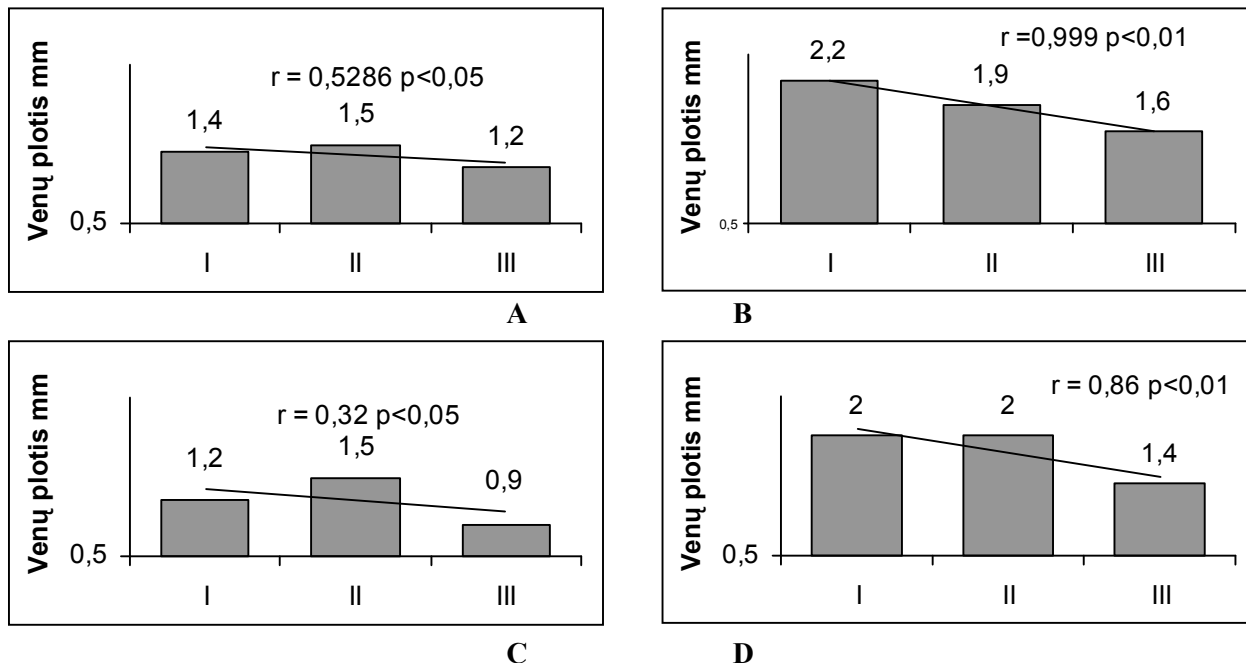 Venų plotis mm
r = 0,5286 p<0,05
1,4
1,5
1,2
0,5
I
II
III
A
Venų plotis mm
r =0,999 p<0,01
2,2
1,9
1,6
0,5
I
II
III
B
Venų plotis mm
r = 0,32 p<0,05
1,2
1,5
0,9
0,5
I
II
III
C
Venų plotis mm
r = 0,86 p<0,01
2
2
1,4
0,5
I
II
III
D